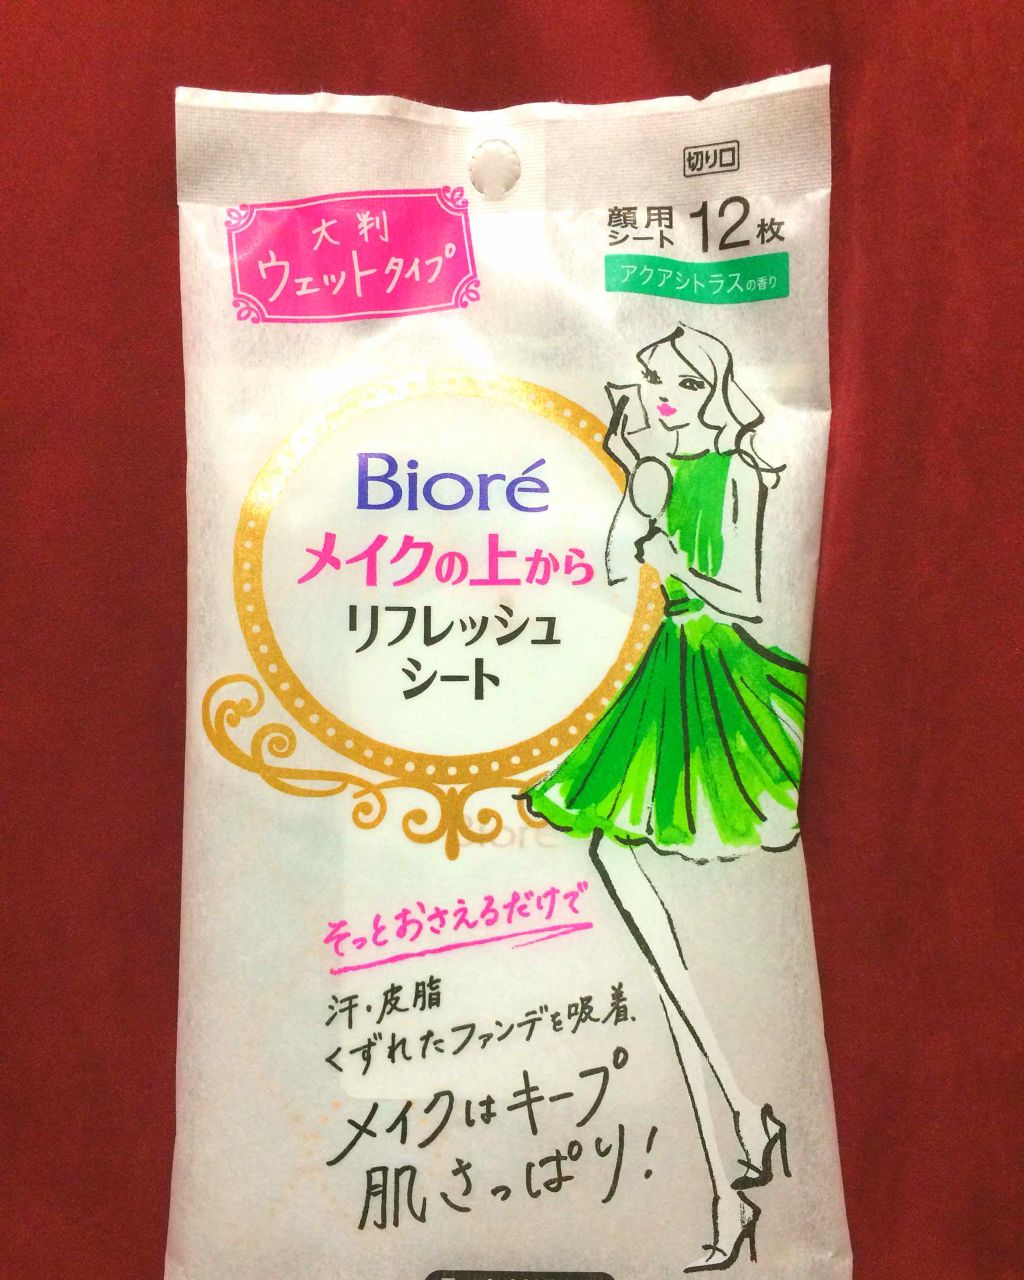 切り口
大判
ウェットタイプ
顔用
シート 12枚
アクアシトラスの香り
Bioré
メイクの上から
リフレッシュ
シート
Bioré
そっとおさえるだけで
汗・皮脂
くずれたファンデを吸着、
メイクはキープ
肌さっぱり!